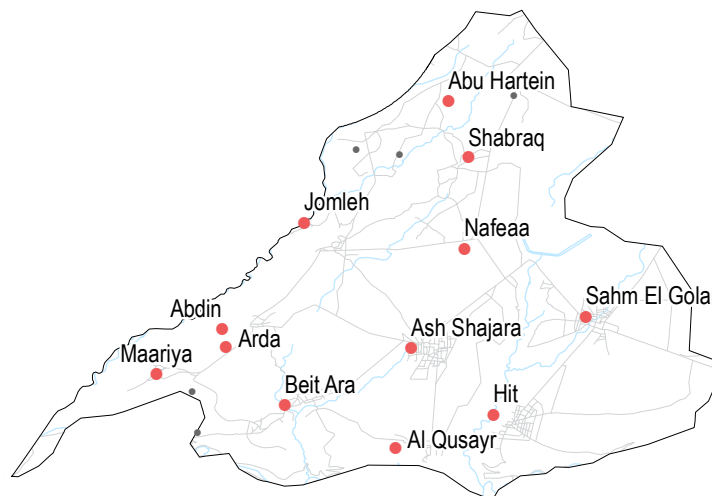 Abu Hartein
Shabraq
Jomleh
Nafeaa
Sahm El Golan
Abdin
Arda
Ash Shajara
Maariya
Beit Ara
Hit
Al Qusayr